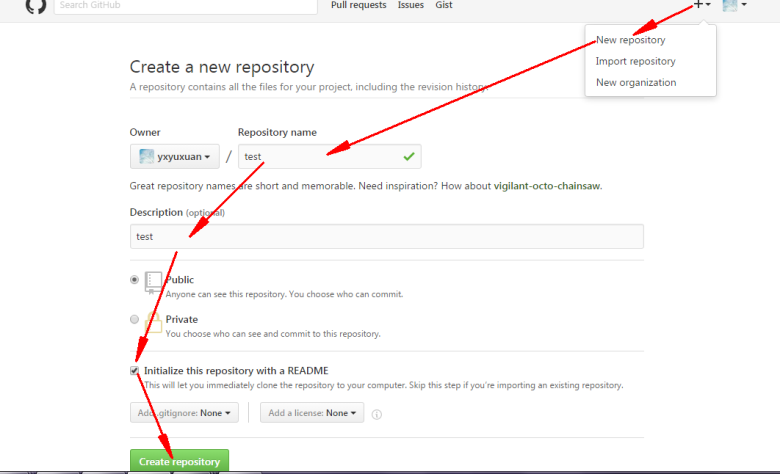 Search GitHub
Pull requests Issues Gist
New repository
Import repository
New organization
Create a new repository
A repository contains all the files for your project, including the revision history.
Owner Repository name
yxyuxuan / test
Great repository names are short and memorable. Need inspiration? How about vigilant-octo-chainsaw.
Description (optional)
test
Public
Anyone can see this repository. You choose who can commit.
Private
You choose who can see and commit to this repository.
Initialize this repository with a README
This will let you immediately clone the repository to your computer. Skip this step if you're importing an existing repository.
Add .gitignore: None Add a license: None
Create repository